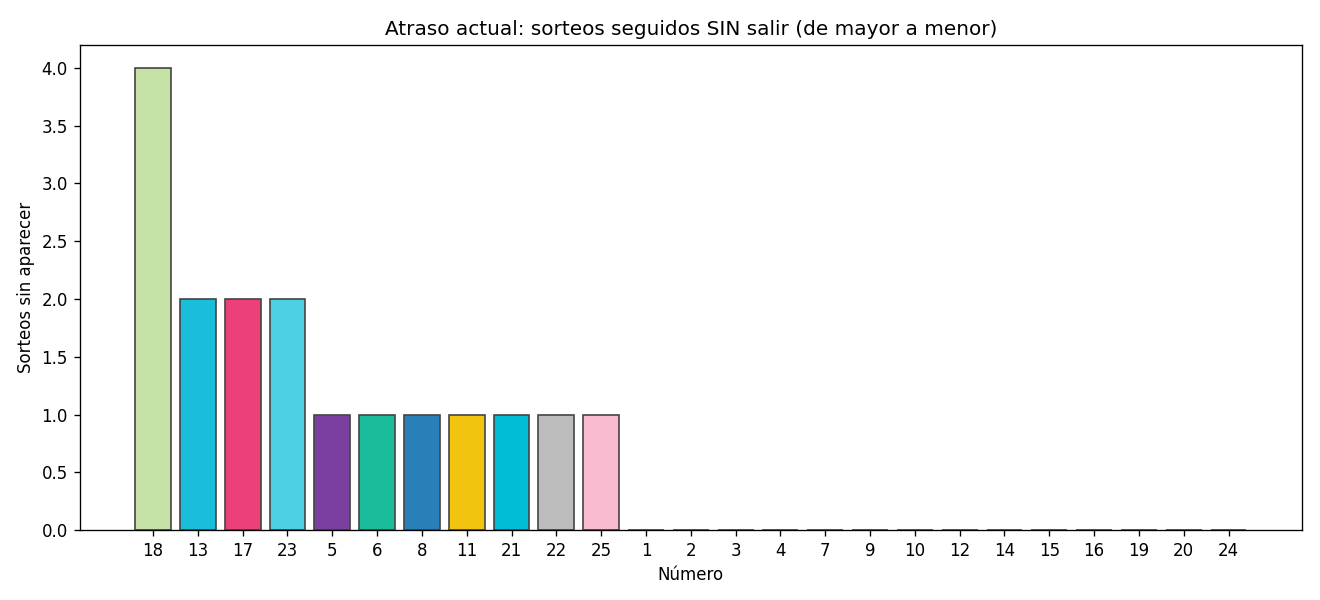 Atraso actual: sorteos seguidos SIN salir (de mayor a menor)
Sorteos sin aparecer
4.0
3.5
3.0
2.5
2.0
1.5
1.0
0.5
0.0
18 13 17 23 5 6 8 11 21 22 25 1 2 3 4 7 9 10 12 14 15 16 19 20 24
Número